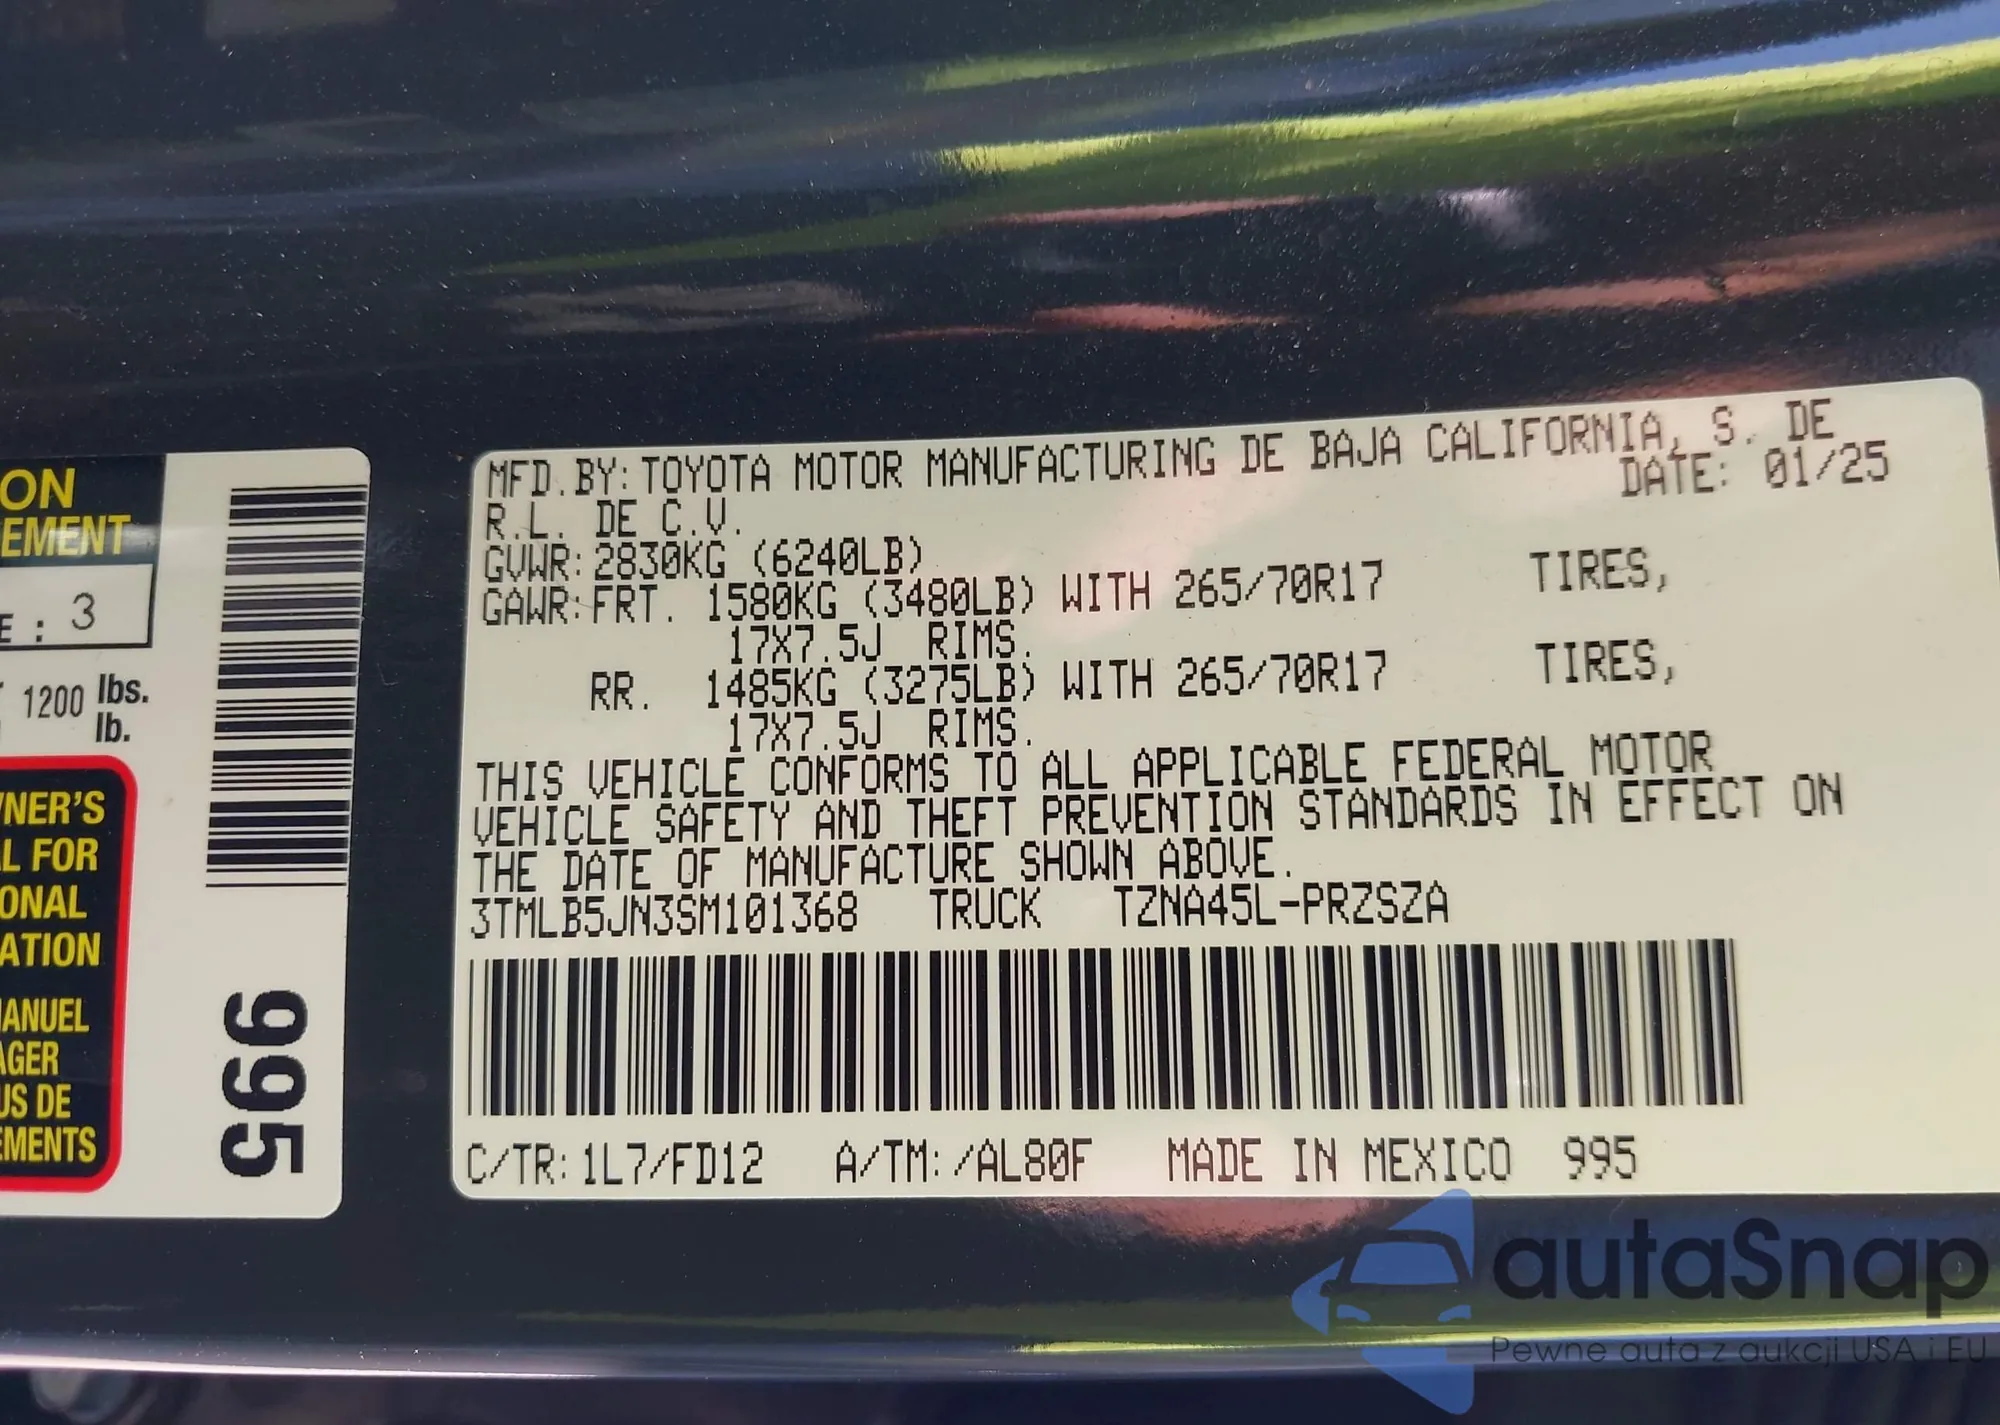 ON
EMENT
E : 3
1200 lbs.
lb.
NER'S
L FOR
ONAL
ATION
ANUEL
AGER
US DE
EMENTS
995
MFD.BY:TOYOTA MOTOR MANUFACTURING DE BAJA CALIFORNIA, S. DE
R.L. DE C.V. DATE: 01/25
GVWR:2830KG (6240LB)
GAWR:FRT. 1580KG (3480LB) WITH 265/70R17 TIRES,
17X7.5J RIMS.
RR. 1485KG (3275LB) WITH 265/70R17 TIRES,
17X7.5J RIMS.
THIS VEHICLE CONFORMS TO ALL APPLICABLE FEDERAL MOTOR
VEHICLE SAFETY AND THEFT PREVENTION STANDARDS IN EFFECT ON
THE DATE OF MANUFACTURE SHOWN ABOVE.
3TMLB5JN3SM101368 TRUCK TZNA45L-PRZSZA
C/TR:1L7/FD12 A/TM:/AL80F MADE IN MEXICO 995
autaSnap
Pewne auta z aukcji USA i EU